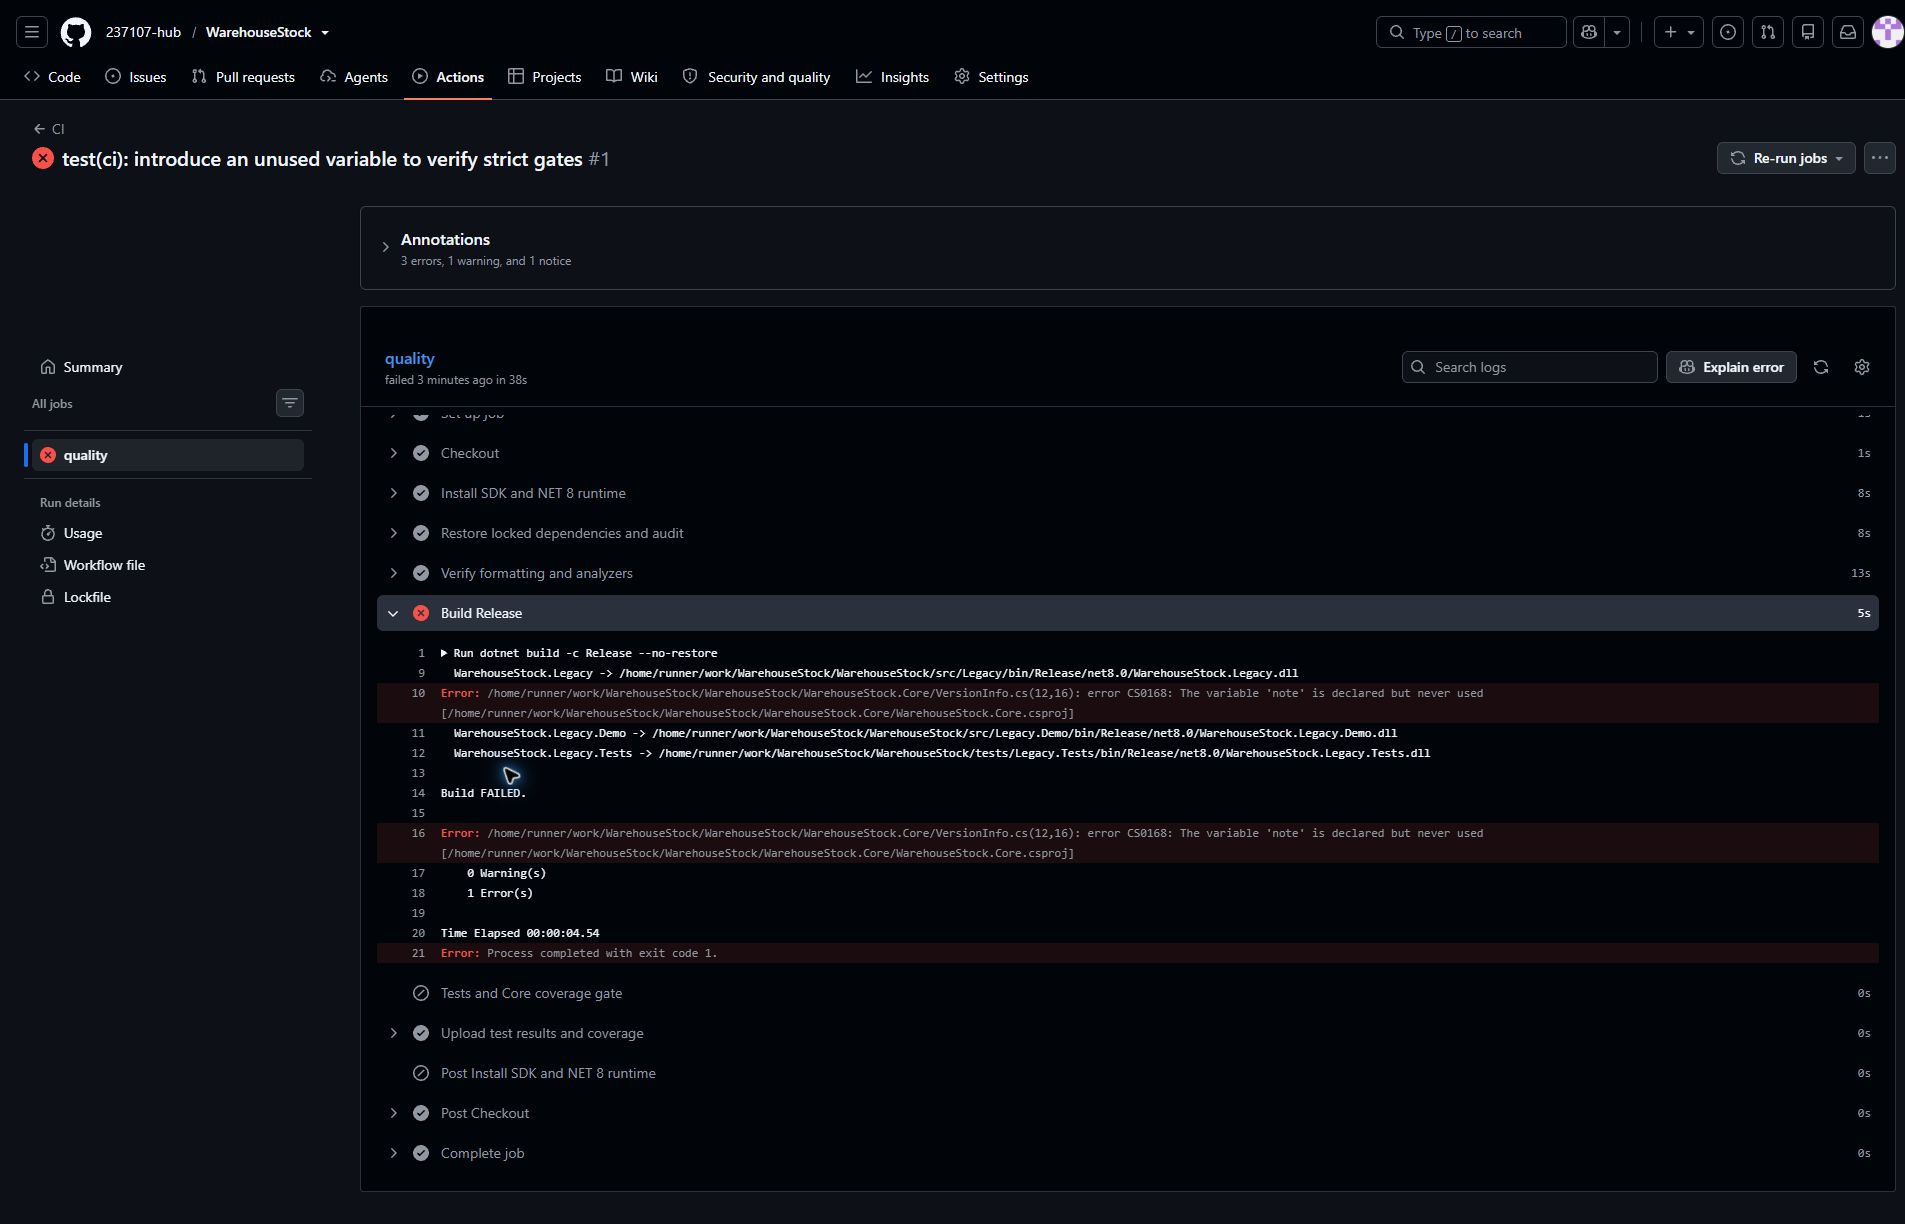 237107-hub / WarehouseStock
Type / to search
Code Issues Pull requests Agents Actions Projects Wiki Security and quality Insights Settings
CI
test(ci): introduce an unused variable to verify strict gates #1
Re-run jobs
Annotations
3 errors, 1 warning, and 1 notice
Summary
All jobs
quality
Run details
Usage
Workflow file
Lockfile
quality
failed 3 minutes ago in 38s
Search logs
Explain error
Set up job 1s
Checkout 1s
Install SDK and NET 8 runtime 8s
Restore locked dependencies and audit 8s
Verify formatting and analyzers 13s
Build Release 5s
1 Run dotnet build -c Release --no-restore
9 WarehouseStock.Legacy -> /home/runner/work/WarehouseStock/WarehouseStock/src/Legacy/bin/Release/net8.0/WarehouseStock.Legacy.dll
10 Error: /home/runner/work/WarehouseStock/WarehouseStock/WarehouseStock.Core/VersionInfo.cs(12,16): error CS0168: The variable 'note' is declared but never used
[/home/runner/work/WarehouseStock/WarehouseStock/WarehouseStock.Core/WarehouseStock.Core.csproj]
11 WarehouseStock.Legacy.Demo -> /home/runner/work/WarehouseStock/WarehouseStock/src/Legacy.Demo/bin/Release/net8.0/WarehouseStock.Legacy.Demo.dll
12 WarehouseStock.Legacy.Tests -> /home/runner/work/WarehouseStock/WarehouseStock/tests/Legacy.Tests/bin/Release/net8.0/WarehouseStock.Legacy.Tests.dll
13
14 Build FAILED.
15
16 Error: /home/runner/work/WarehouseStock/WarehouseStock/WarehouseStock.Core/VersionInfo.cs(12,16): error CS0168: The variable 'note' is declared but never used
[/home/runner/work/WarehouseStock/WarehouseStock/WarehouseStock.Core/WarehouseStock.Core.csproj]
17 0 Warning(s)
18 1 Error(s)
19
20 Time Elapsed 00:00:04.54
21 Error: Process completed with exit code 1.
Tests and Core coverage gate 0s
Upload test results and coverage 0s
Post Install SDK and NET 8 runtime 0s
Post Checkout 0s
Complete job 0s